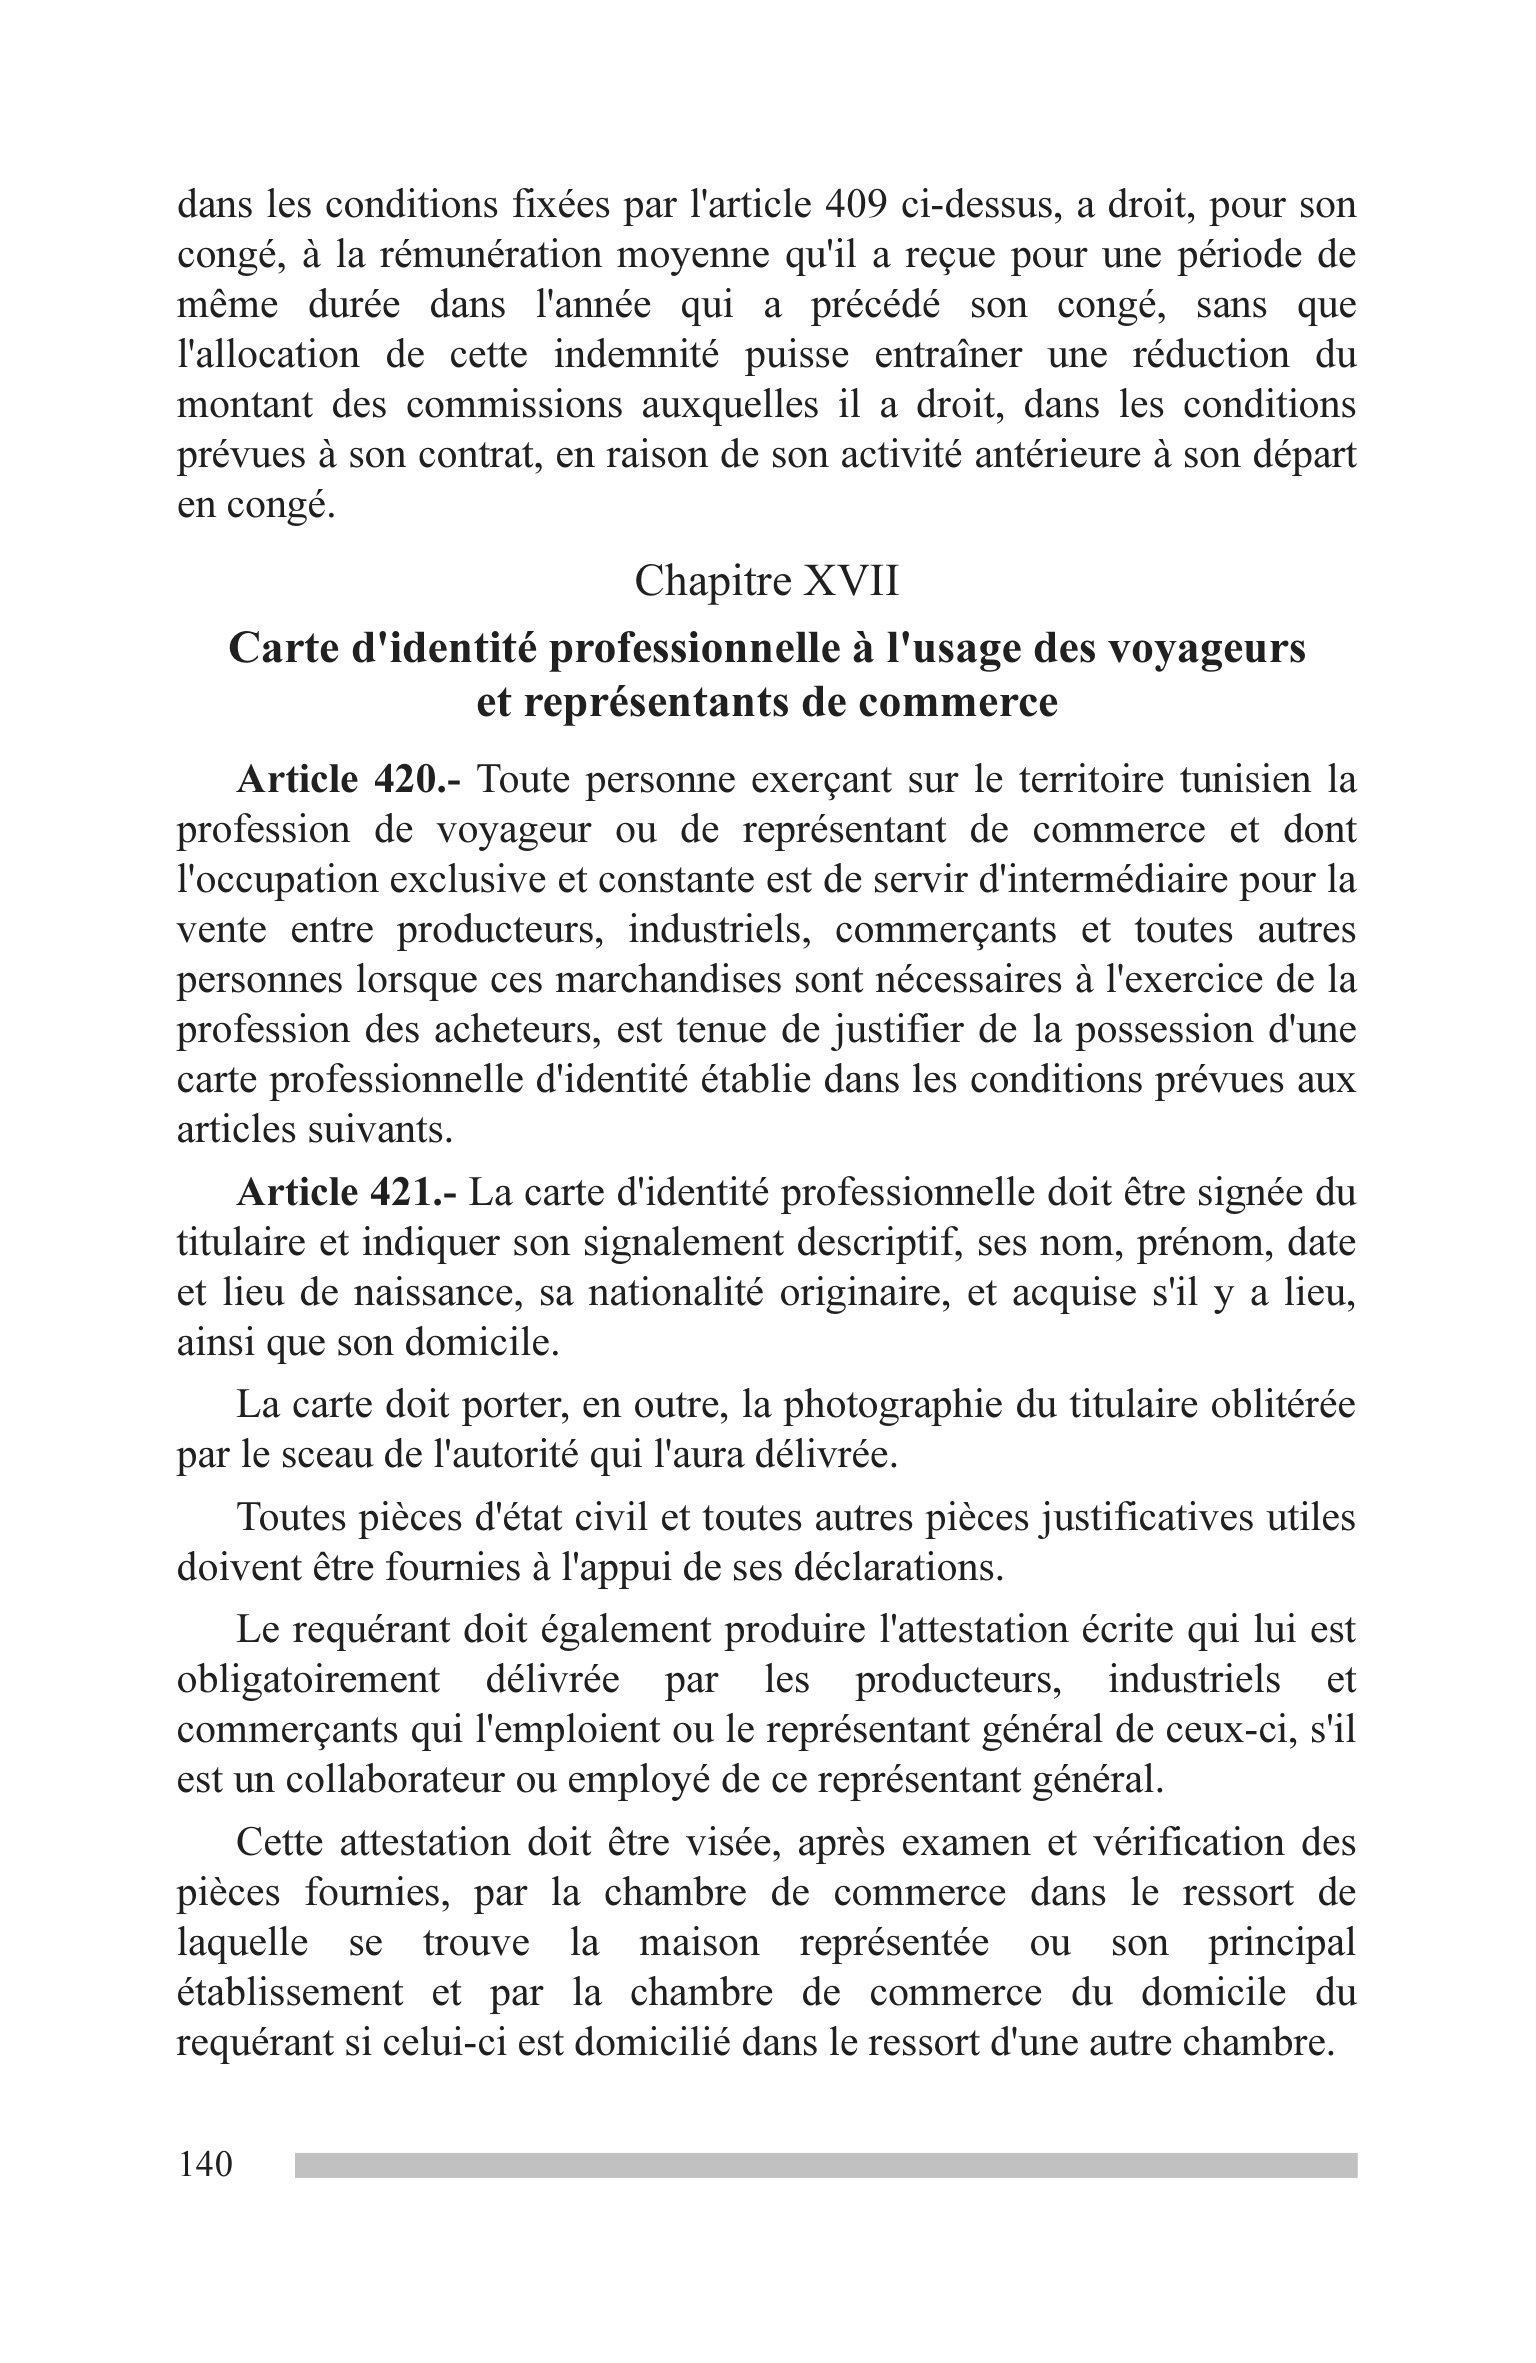 dans les conditions fixées par l'article 409 ci-dessus, a droit, pour son
congé, à la rémunération moyenne qu'il a reçue pour une période de
même durée dans l'année qui a précédé son congé, sans que
l'allocation de cette indemnité puisse entraîner une réduction du
montant des commissions auxquelles il a droit, dans les conditions
prévues à son contrat, en raison de son activité antérieure à son départ
en congé.
Chapitre XVII
Carte d'identité professionnelle à l'usage des voyageurs
et représentants de commerce
Article 420.- Toute personne exerçant sur le territoire tunisien la
profession de voyageur ou de représentant de commerce et dont
l'occupation exclusive et constante est de servir d'intermédiaire pour la
vente entre producteurs, industriels, commerçants et toutes autres
personnes lorsque ces marchandises sont nécessaires à l'exercice de la
profession des acheteurs, est tenue de justifier de la possession d'une
carte professionnelle d'identité établie dans les conditions prévues aux
articles suivants.
Article 421.- La carte d'identité professionnelle doit être signée du
titulaire et indiquer son signalement descriptif, ses nom, prénom, date
et lieu de naissance, sa nationalité originaire, et acquise s'il y a lieu,
ainsi que son domicile.
La carte doit porter, en outre, la photographie du titulaire oblitérée
par le sceau de l'autorité qui l'aura délivrée.
Toutes pièces d'état civil et toutes autres pièces justificatives utiles
doivent être fournies à l'appui de ses déclarations.
Le requérant doit également produire l'attestation écrite qui lui est
obligatoirement délivrée par les producteurs, industriels et
commerçants qui l'emploient ou le représentant général de ceux-ci, s'il
est un collaborateur ou employé de ce représentant général.
Cette attestation doit être visée, après examen et vérification des
pièces fournies, par la chambre de commerce dans le ressort de
laquelle se trouve la maison représentée ou son principal
établissement et par la chambre de commerce du domicile du
requérant si celui-ci est domicilié dans le ressort d'une autre chambre.
140